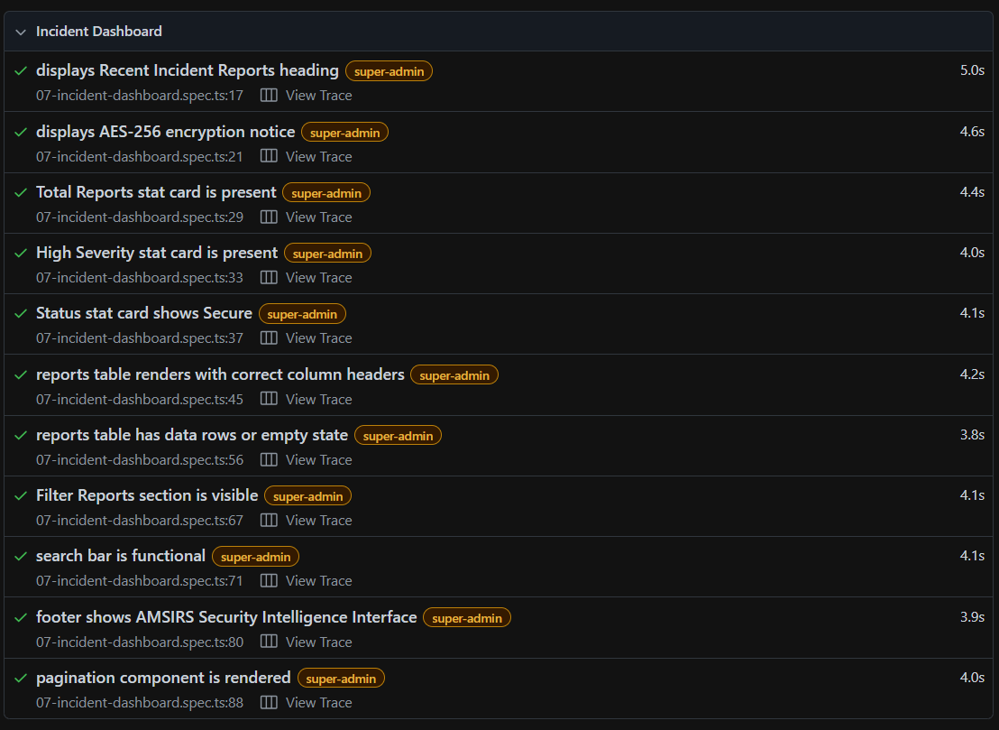 Incident Dashboard
displays Recent Incident Reports heading super-admin 5.0s
07-incident-dashboard.spec.ts:17 View Trace
displays AES-256 encryption notice super-admin 4.6s
07-incident-dashboard.spec.ts:21 View Trace
Total Reports stat card is present super-admin 4.4s
07-incident-dashboard.spec.ts:29 View Trace
High Severity stat card is present super-admin 4.0s
07-incident-dashboard.spec.ts:33 View Trace
Status stat card shows Secure super-admin 4.1s
07-incident-dashboard.spec.ts:37 View Trace
reports table renders with correct column headers super-admin 4.2s
07-incident-dashboard.spec.ts:45 View Trace
reports table has data rows or empty state super-admin 3.8s
07-incident-dashboard.spec.ts:56 View Trace
Filter Reports section is visible super-admin 4.1s
07-incident-dashboard.spec.ts:67 View Trace
search bar is functional super-admin 4.1s
07-incident-dashboard.spec.ts:71 View Trace
footer shows AMSIRS Security Intelligence Interface super-admin 3.9s
07-incident-dashboard.spec.ts:80 View Trace
pagination component is rendered super-admin 4.0s
07-incident-dashboard.spec.ts:88 View Trace